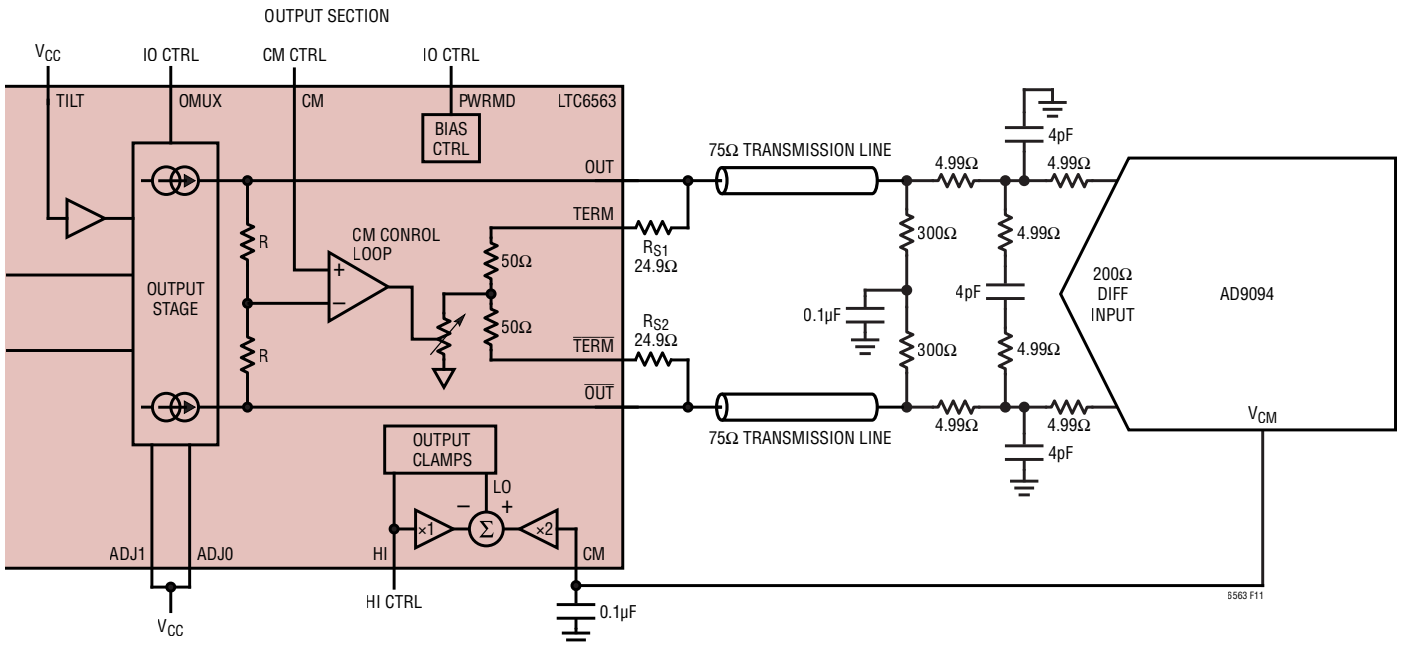 OUTPUT SECTION
VCC
IO CTRL
CM CTRL
IO CTRL
TILT
OMUX
CM
PWRMD
LTC6563
BIAS
CTRL
OUT
75Ω TRANSMISSION LINE
4.99Ω
4pF
4.99Ω
TERM
RS1
24.9Ω
R
CM CONROL
LOOP
50Ω
300Ω
4.99Ω
OUTPUT
STAGE
+
−
0.1µF
4pF
200Ω
DIFF
INPUT
AD9094
R
50Ω
RS2
24.9Ω
TERM
300Ω
4.99Ω
OUT
75Ω TRANSMISSION LINE
4.99Ω
4.99Ω
4pF
VCM
OUTPUT
CLAMPS
LO
−
+
×1
Σ
×2
ADJ1
ADJ0
HI
CM
HI CTRL
0.1µF
VCC
6563 F11